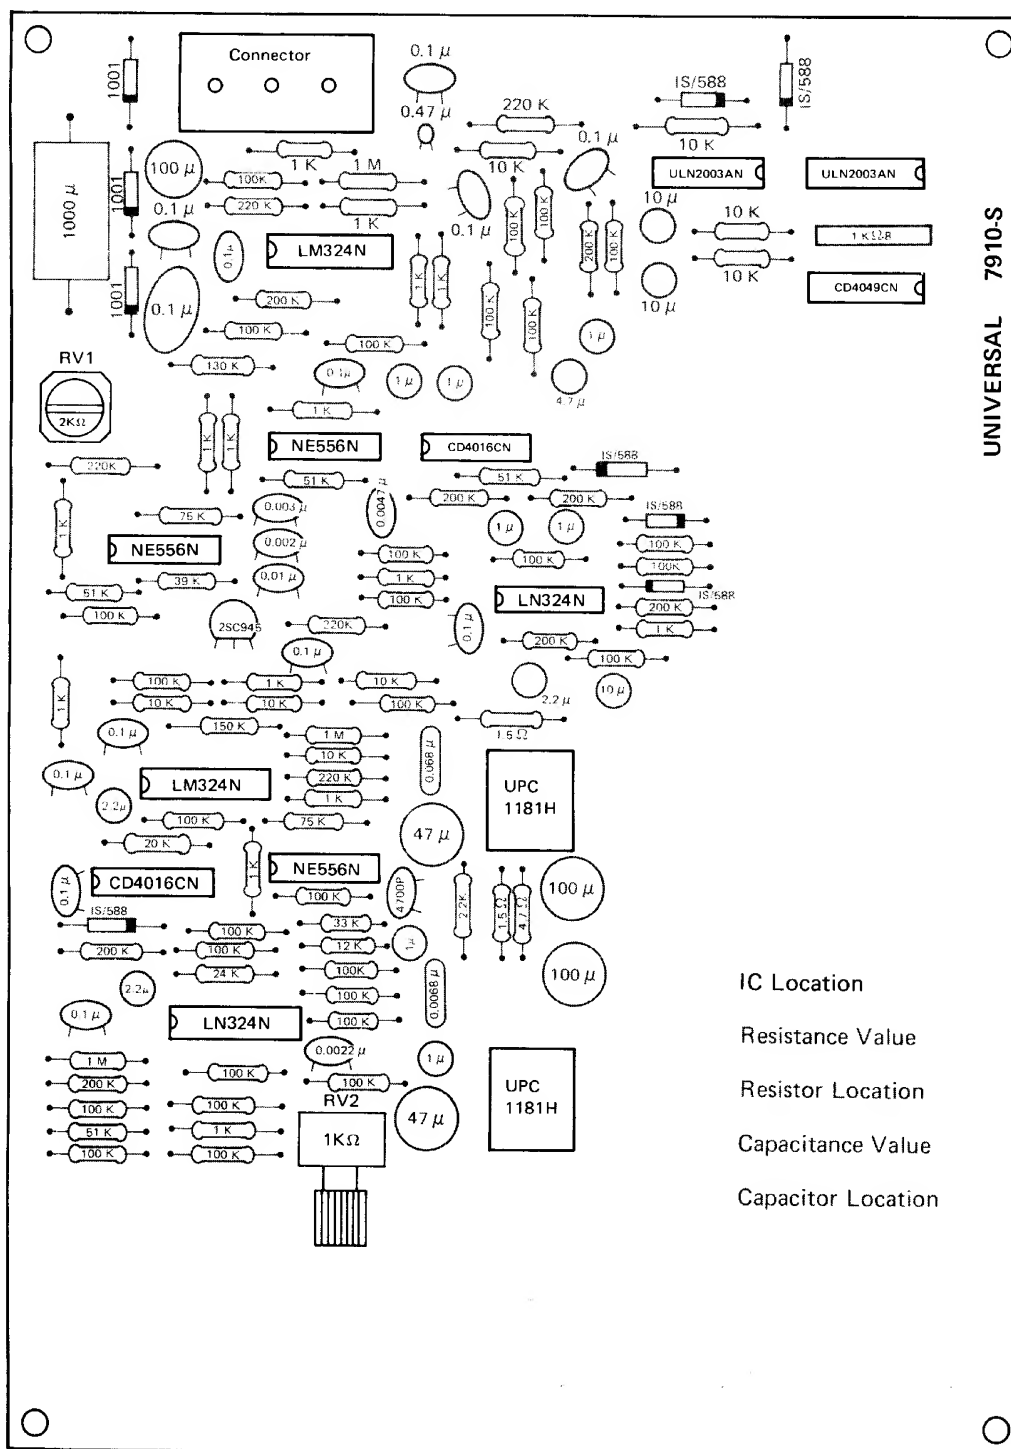 Connector
0.1 µ
1001
IS/588
IS/588
0.47 µ
220 K
10 K
1 K
1 M
10 K
0.1 µ
100 µ
ULN2003AN
ULN2003AN
1000 µ
1001
100K
220 K
1 K
0.1 µ
0.1 µ
100 K
100 K
10 µ
10 K
1 KΩ-8
LM324N
0.1µ
200 K
100 K
10 K
1001
0.1 µ
1 K
1 K
10 µ
CD4049CN
200 K
100 K
100 K
100 K
100 K
1 µ
UNIVERSAL 7910-S
RV1
130 K
0.1µ
1 µ
1 µ
4.7 µ
2KΩ
1 K
1 K
1 K
NE556N
CD4016CN
220K
51 K
51 K
IS/588
0.003 µ
0.0047 µ
200 K
200 K
1 K
75 K
IS/588
1 µ
1 µ
NE556N
0.002 µ
100 K
100 K
100 K
39 K
0.01 µ
1 K
100K
51 K
100 K
LN324N
IS/588
100 K
2SC945
220K
0.1 µ
200 K
1 K
200 K
0.1 µ
100 K
1 K
100 K
1 K
10 K
2.2 µ
10 µ
10 K
10 K
100 K
0.1 µ
150 K
1 M
1.5 Ω
10 K
0.068 µ
0.1 µ
LM324N
220 K
UPC
1181H
2.2µ
1 K
100 K
75 K
47 µ
20 K
1 K
NE556N
0.1 µ
CD4016CN
100 K
4700P
2.2K
1.5 Ω
4.7 Ω
100 µ
IS/588
100 K
33 K
200 K
100 K
12 K
1µ
24 K
100K
100 µ
2.2µ
100 K
0.0068 µ
IC Location
0.1 µ
LN324N
100 K
Resistance Value
1 M
0.0022 µ
1 µ
200 K
100 K
100 K
UPC
1181H
Resistor Location
RV2
100 K
100 K
47 µ
51 K
1 K
1KΩ
Capacitance Value
100 K
100 K
Capacitor Location